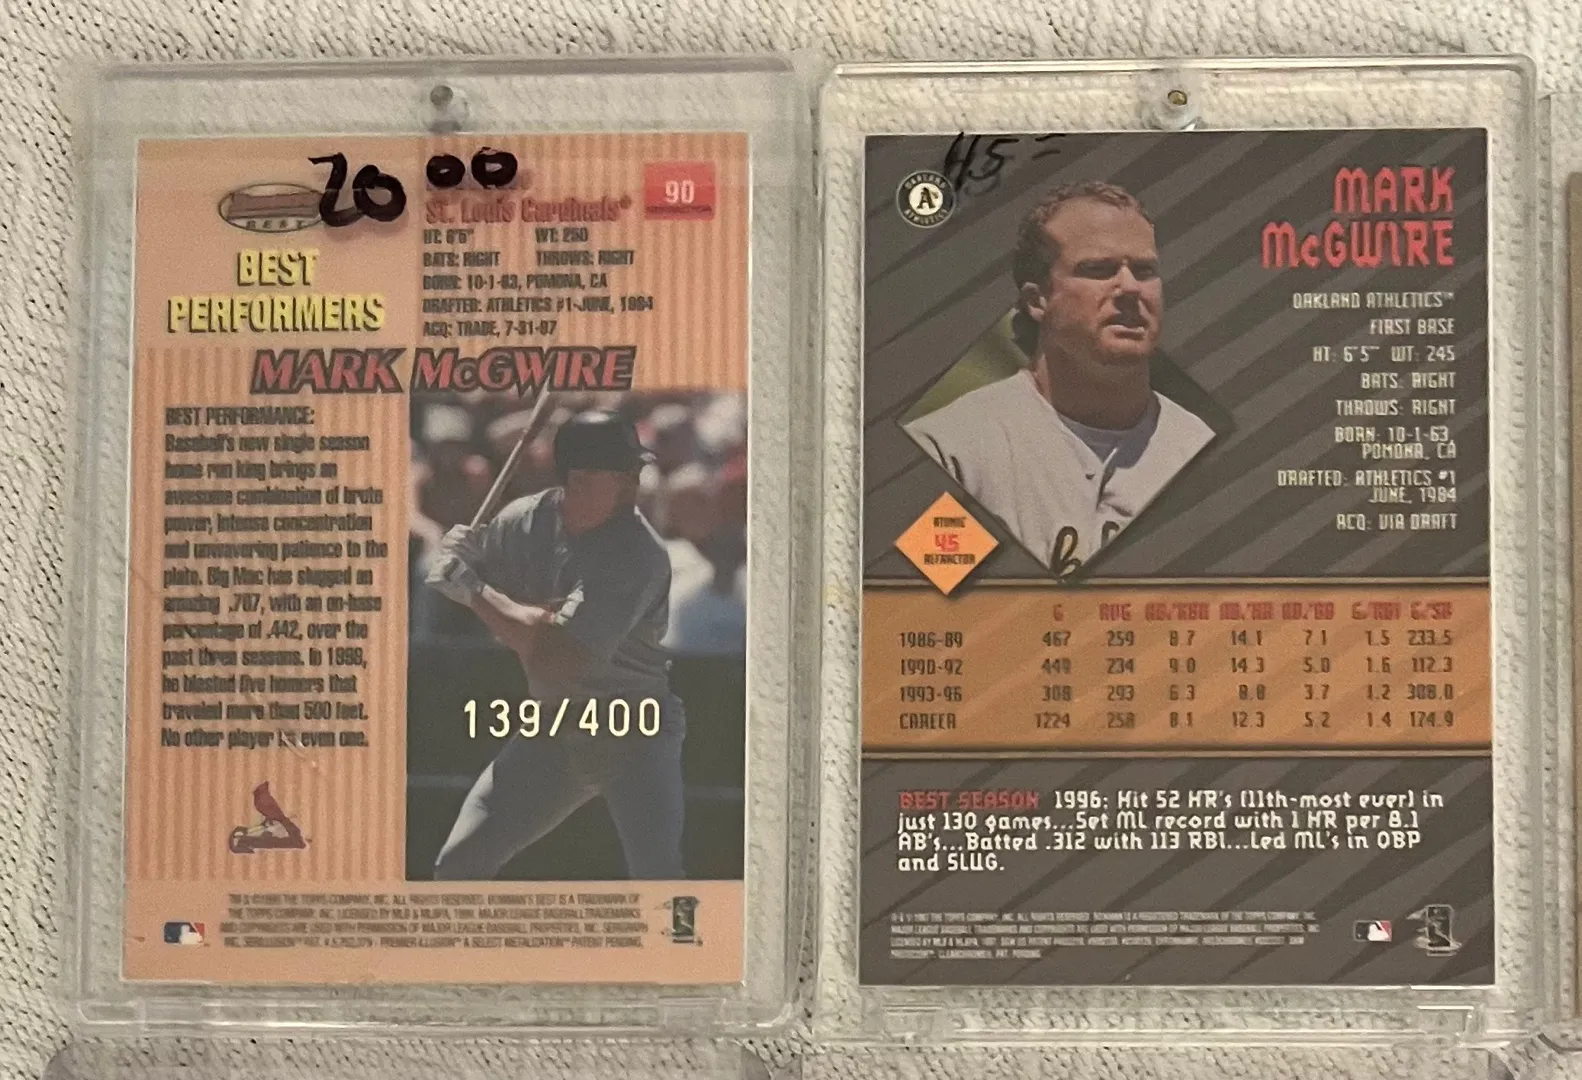 20 00
BEST
90
St. Louis Cardinals®
HT: 6'5" WT: 250
BATS: RIGHT THROWS: RIGHT
BORN: 10-1-63, POMONA, CA
DRAFTED: ATHLETICS #1-JUNE, 1984
ACQ: TRADE, 7-31-97
BEST
PERFORMERS
MARK McGWIRE
BEST PERFORMANCE:
Baseball's new single season
home run king brings an
awesome combination of brute
power, intense concentration
and unwavering patience to the
plate. Big Mac has slugged an
amazing .707, with an on-base
percentage of .442, over the
past three seasons. In 1998,
he blasted five homers that
traveled more than 500 feet.
No other player even one.
139/400
45
MARK
McGWIRE
OAKLAND ATHLETICS™
FIRST BASE
HT: 6'5" WT: 245
BATS: RIGHT
THROWS: RIGHT
BORN: 10-1-63,
POMONA, CA
DRAFTED: ATHLETICS #1
JUNE, 1984
ACQ: VIA DRAFT
ATOMIC
45
REFRACTOR
G AVG
1986-89 467 259 8.7 14.1 7.1 1.5 233.5
1990-92 449 234 9.0 14.3 5.0 1.6 112.3
1993-96 308 293 6.3 8.8 3.7 1.2 308.0
CAREER 1224 258 8.1 12.3 5.2 1.4 174.9
BEST SEASON 1996: Hit 52 HR's (11th-most ever) in
just 130 games...Set ML record with 1 HR per 8.1
AB's...Batted .312 with 113 RBI...Led ML's in OBP
and SLUG.